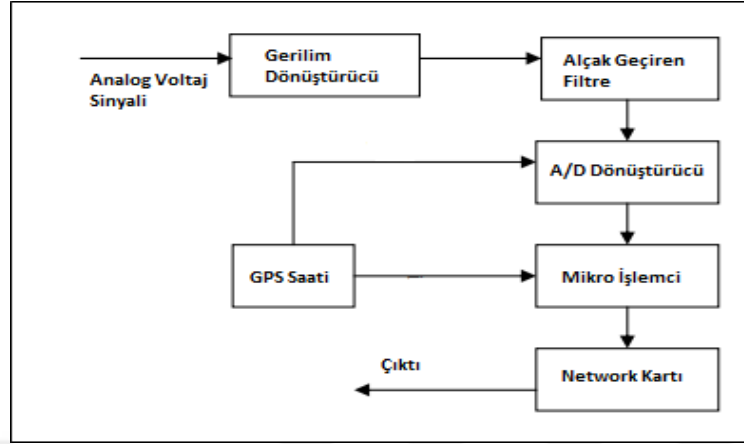 Analog Voltaj
Sinyali
Gerilim
Dönüştürücü
Alçak Geçiren
Filtre
A/D Dönüştürücü
GPS Saati
Mikro İşlemci
Çıktı
Network Kartı